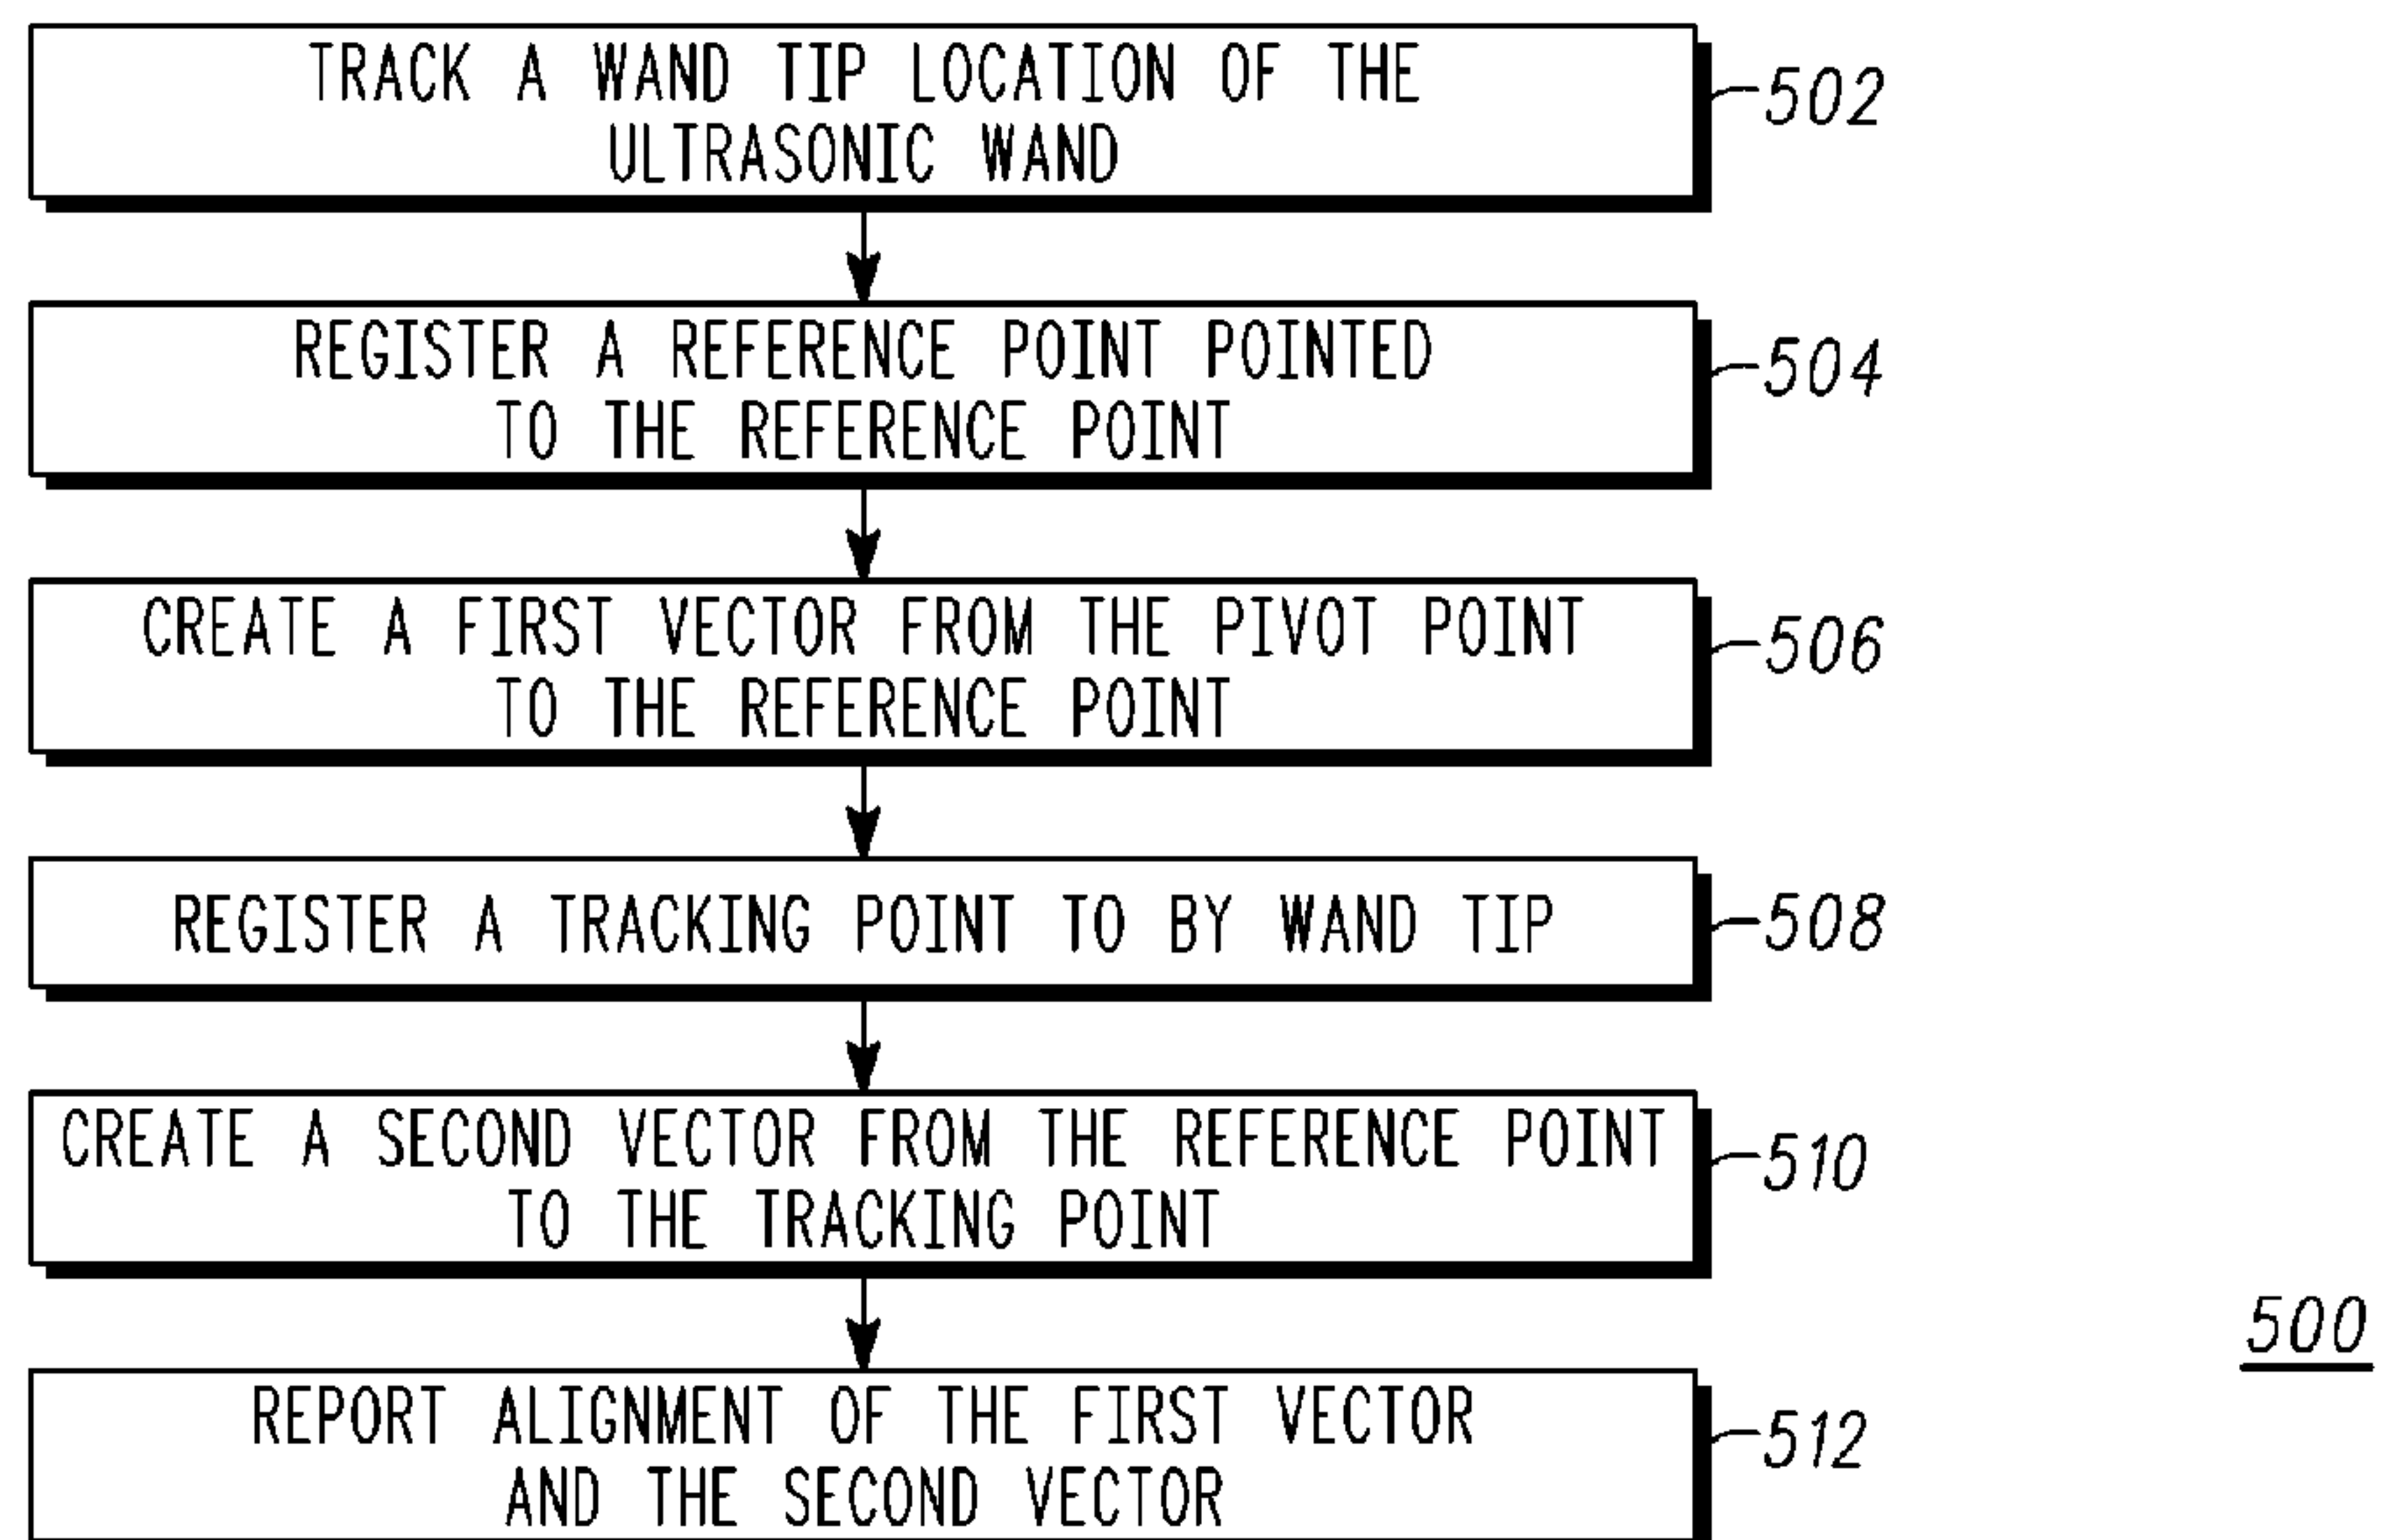 TRACK A WAND TIP LOCATION OF THE
ULTRASONIC WAND
502
REGISTER A REFERENCE POINT POINTED
TO THE REFERENCE POINT
504
CREATE A FIRST VECTOR FROM THE PIVOT POINT
TO THE REFERENCE POINT
506
REGISTER A TRACKING POINT TO BY WAND TIP
508
CREATE A SECOND VECTOR FROM THE REFERENCE POINT
TO THE TRACKING POINT
510
REPORT ALIGNMENT OF THE FIRST VECTOR
AND THE SECOND VECTOR
512
500